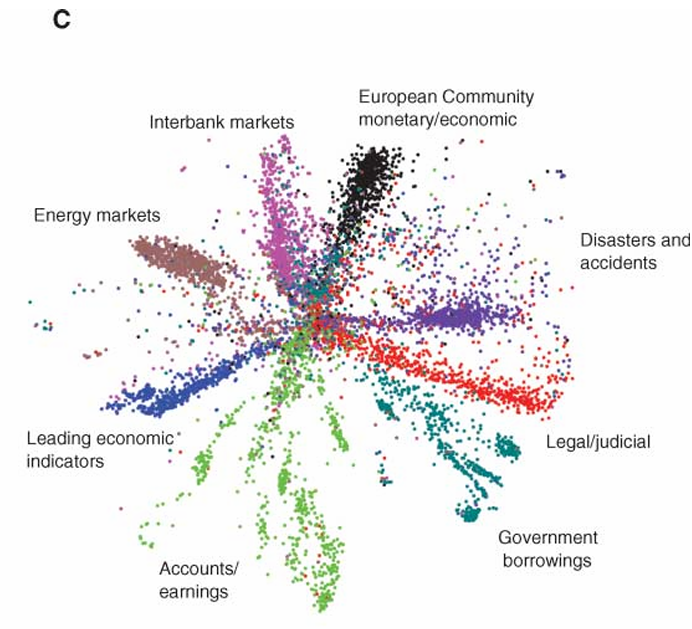 C
European Community
monetary/economic
Interbank markets
Energy markets
Disasters and
accidents
Leading economic
indicators
Legal/judicial
Government
borrowings
Accounts/
earnings